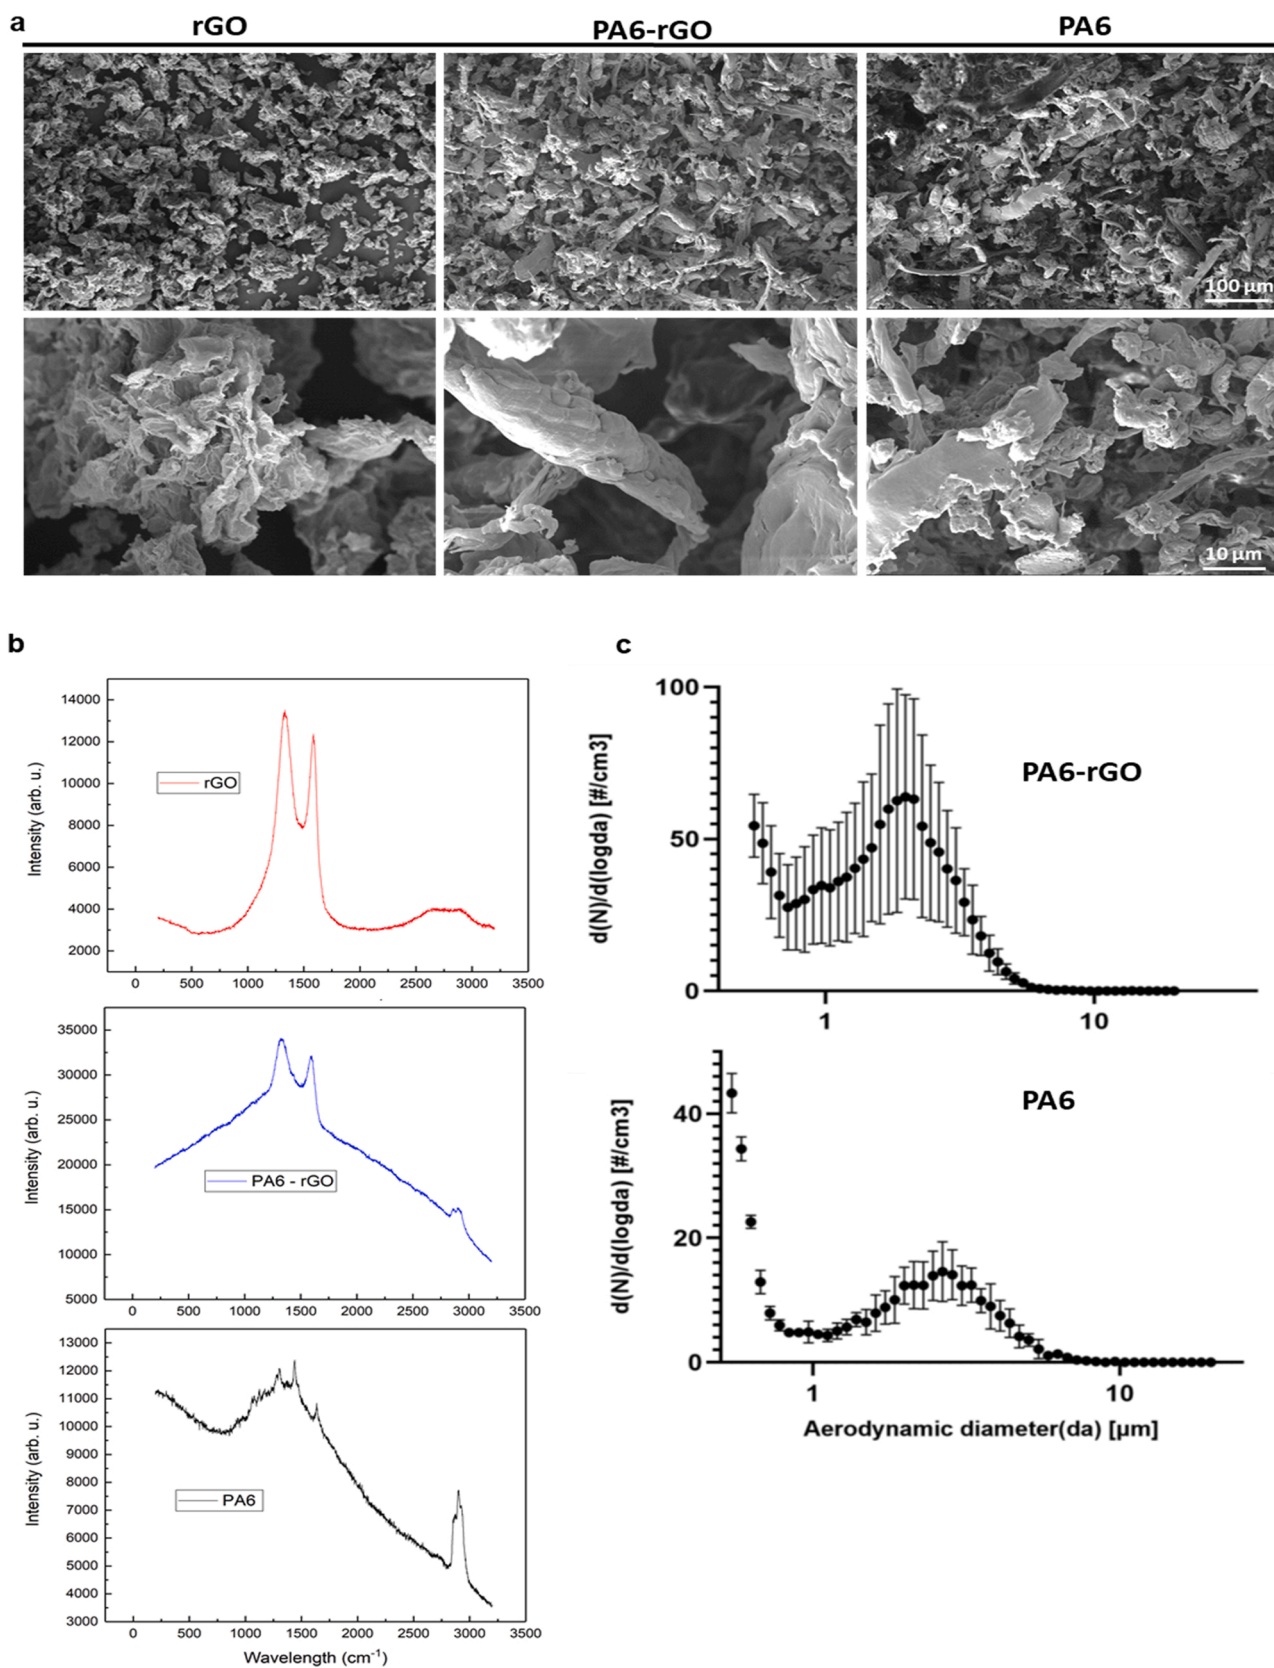 a
rGO PA6-rGO PA6
100 µm
10 µm
b
14000
12000
10000
8000
6000
4000
2000
Intensity (arb. u.)
rGO
0 500 1000 1500 2000 2500 3000 3500
35000
30000
25000
20000
15000
10000
5000
Intensity (arb. u.)
PA6 - rGO
0 500 1000 1500 2000 2500 3000 3500
13000
12000
11000
10000
9000
8000
7000
6000
5000
4000
3000
Intensity (arb. u.)
PA6
0 500 1000 1500 2000 2500 3000 3500
Wavelength (cm-1)
c
100
50
0
d(N)/d(logda) [#/cm3]
PA6-rGO
1 10
40
20
0
d(N)/d(logda) [#/cm3]
PA6
1 10
Aerodynamic diameter(da) [µm]